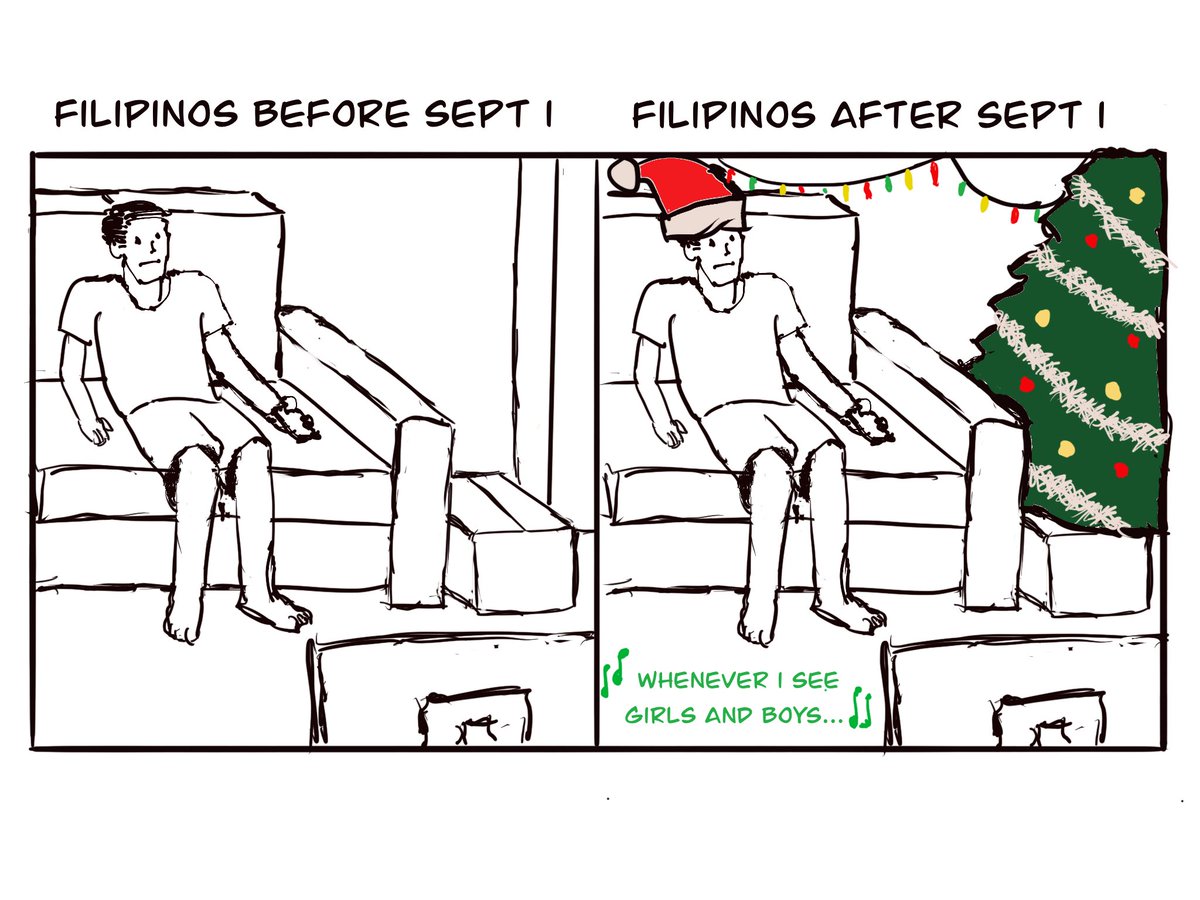 FILIPINOS BEFORE SEPT 1
FILIPINOS AFTER SEPT 1
WHENEVER I SEE
GIRLS AND BOYS...